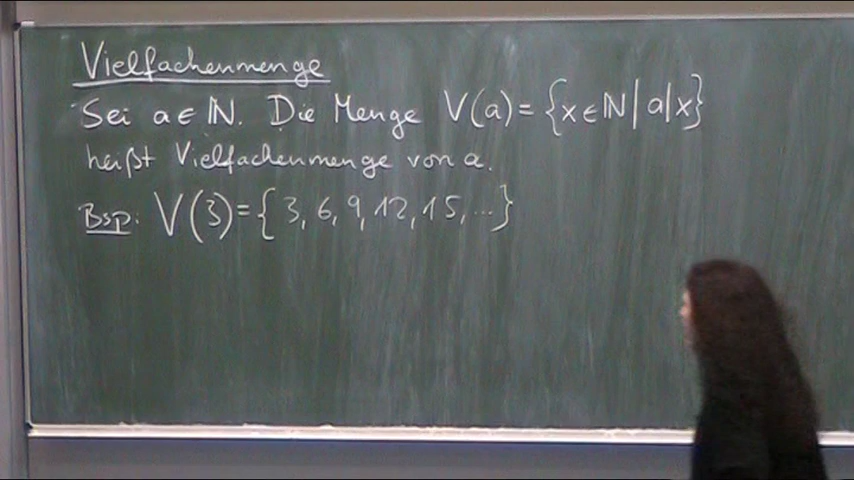 Vielfachenmenge
Sei a ∈ ℕ. Die Menge V(a) = {x ∈ ℕ | a|x}
heißt Vielfachenmenge von a.
Bsp: V(3) = {3, 6, 9, 12, 15, ...}